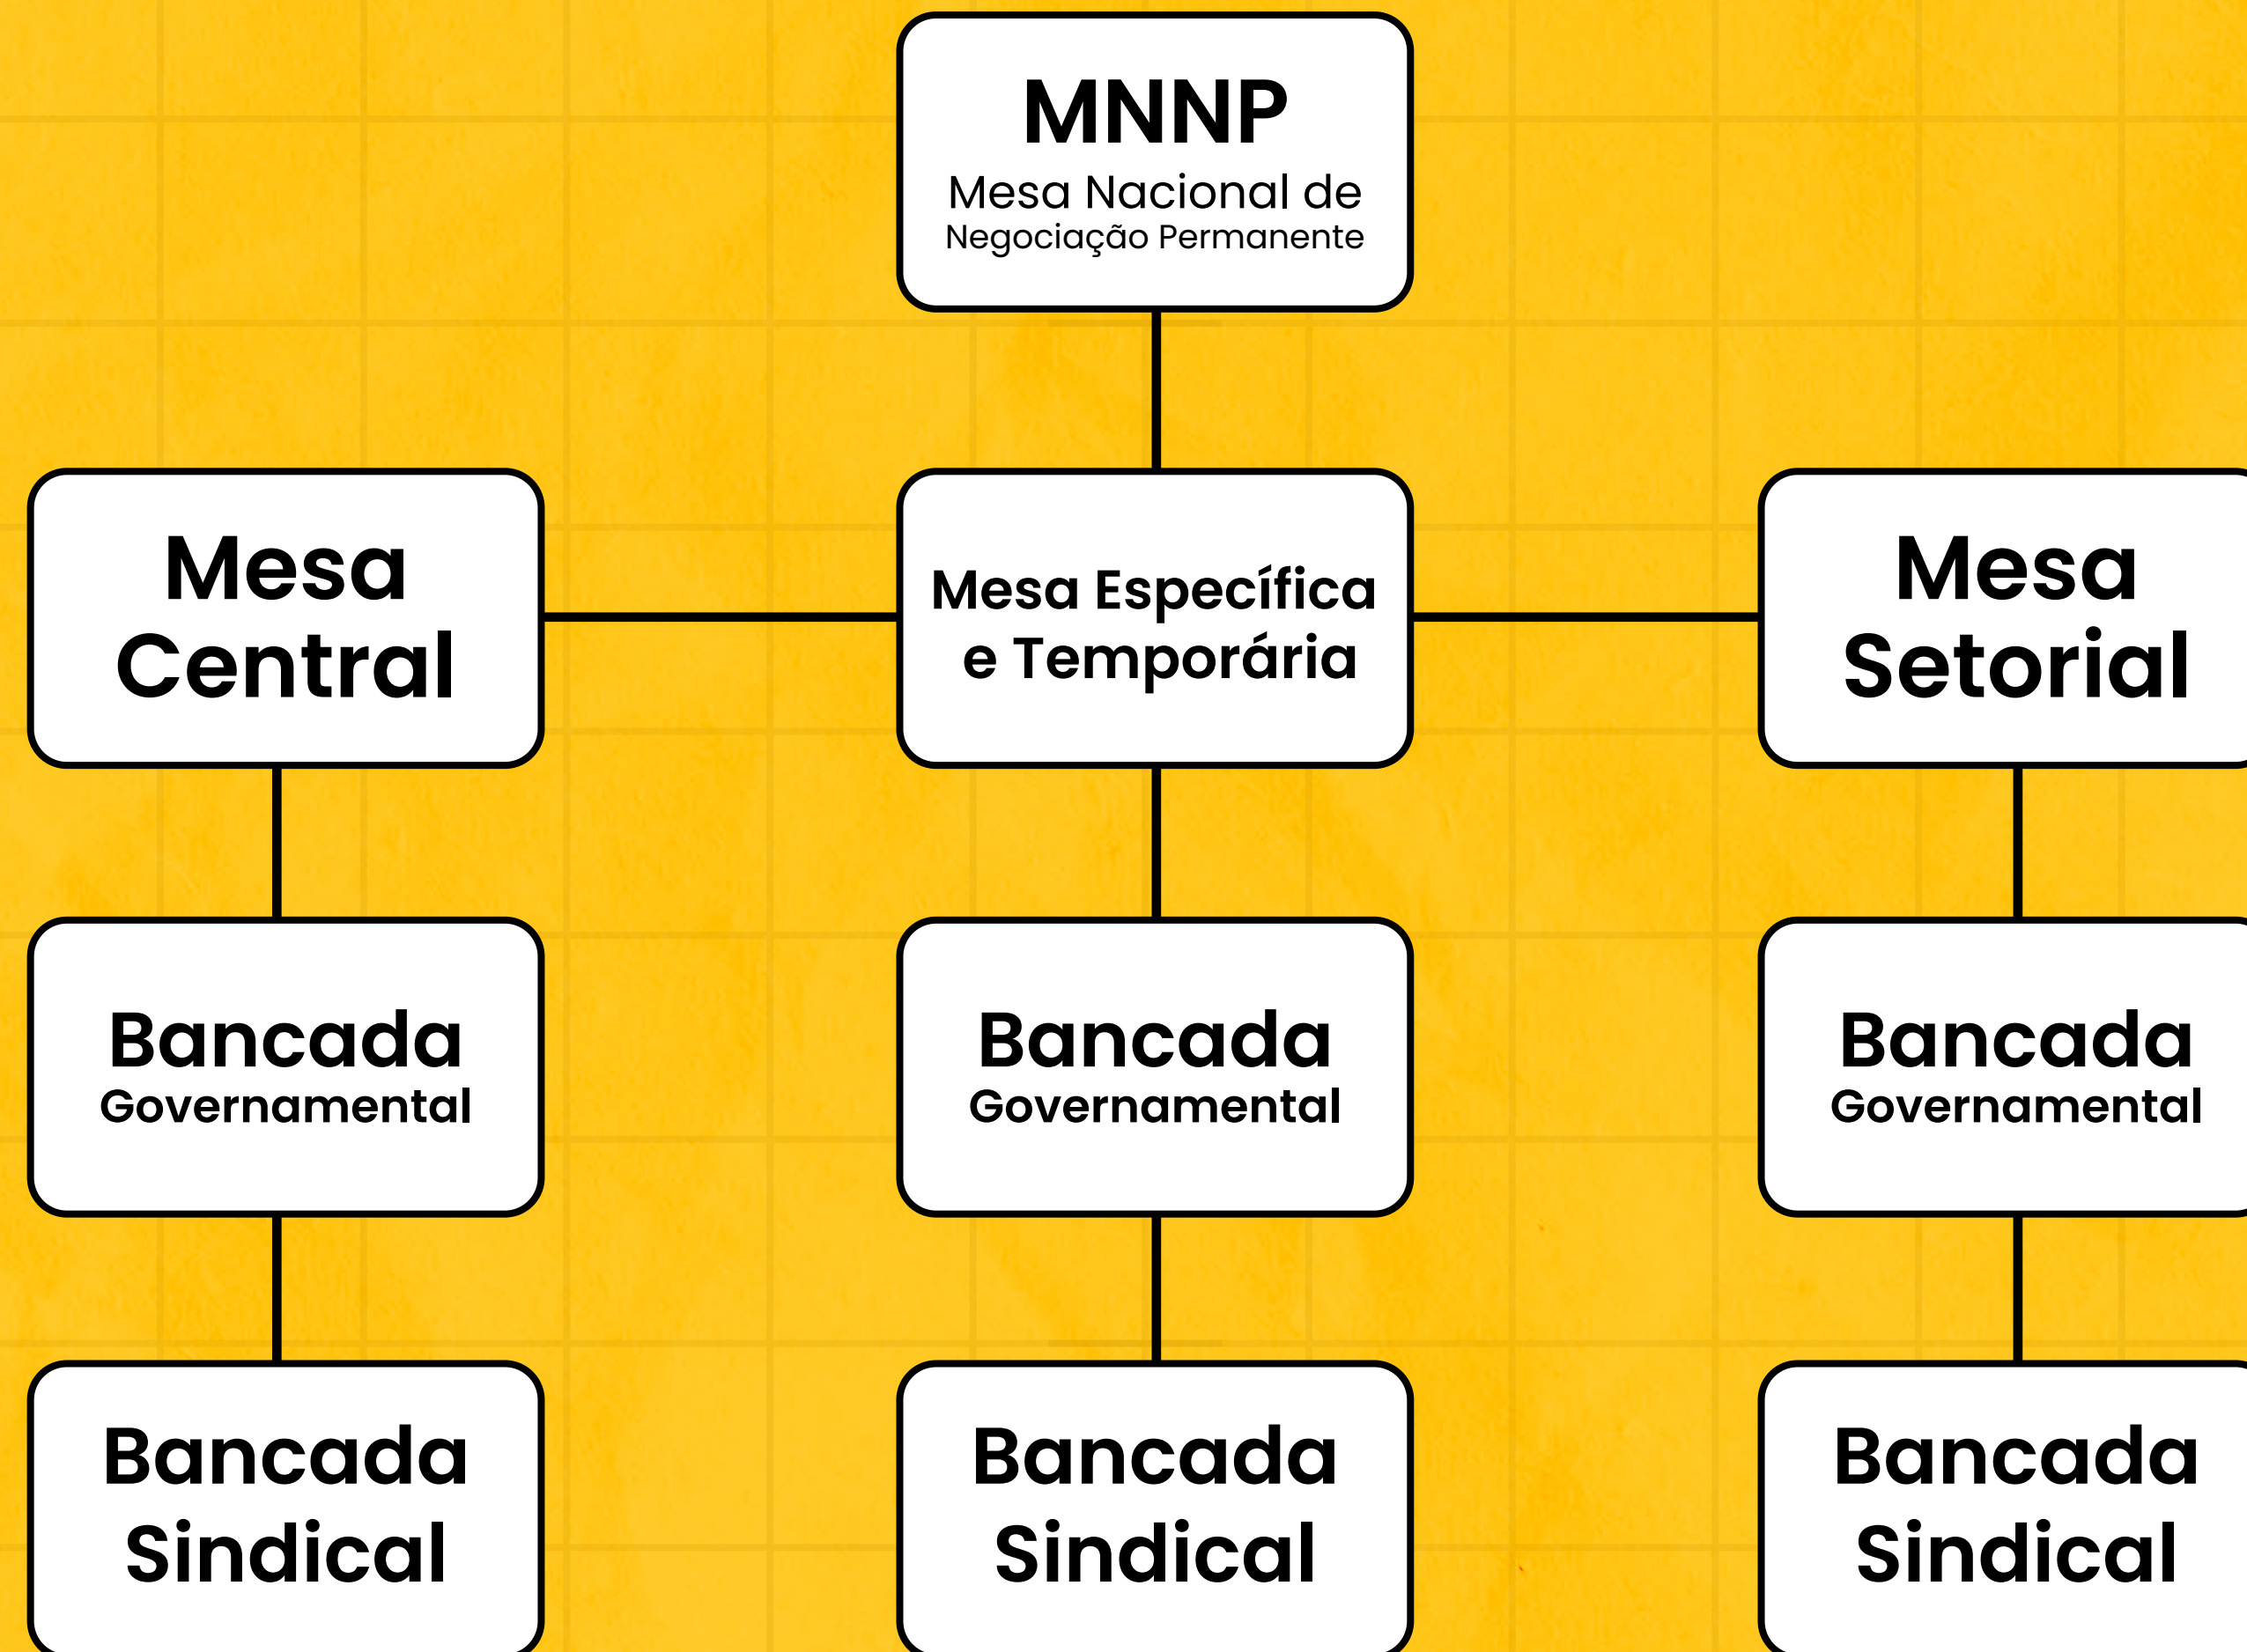 MNNP
Mesa Nacional de
Negociação Permanente
Mesa
Central
Mesa Específica
e Temporária
Mesa
Setorial
Bancada
Governamental
Bancada
Governamental
Bancada
Governamental
Bancada
Sindical
Bancada
Sindical
Bancada
Sindical